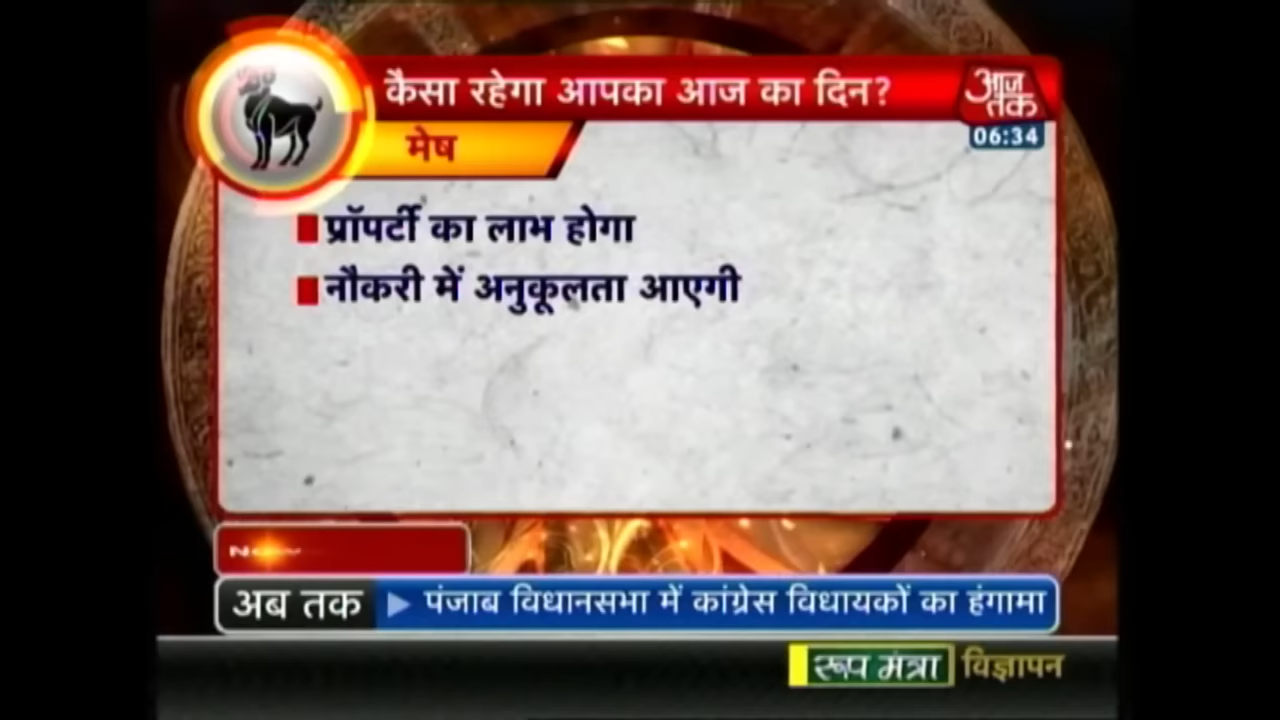 कैसा रहेगा आपका आज का दिन?
आज तक
06:34
मेष
प्रॉपर्टी का लाभ होगा
नौकरी में अनुकूलता आएगी
अब तक
पंजाब विधानसभा में कांग्रेस विधायकों का हंगामा
रूप मंत्रा विज्ञापन